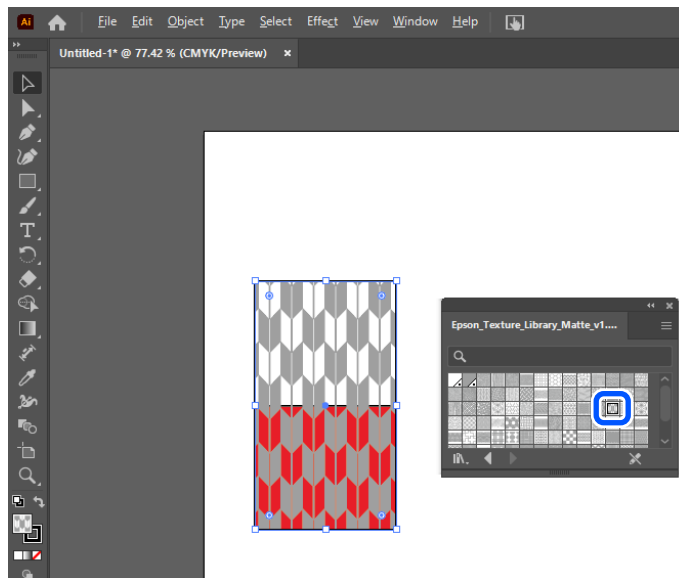 Ai File Edit Object Type Select Effect View Window Help
Untitled-1* @ 77.42 % (CMYK/Preview) ×
Epson_Texture_Library_Matte_v1....
T